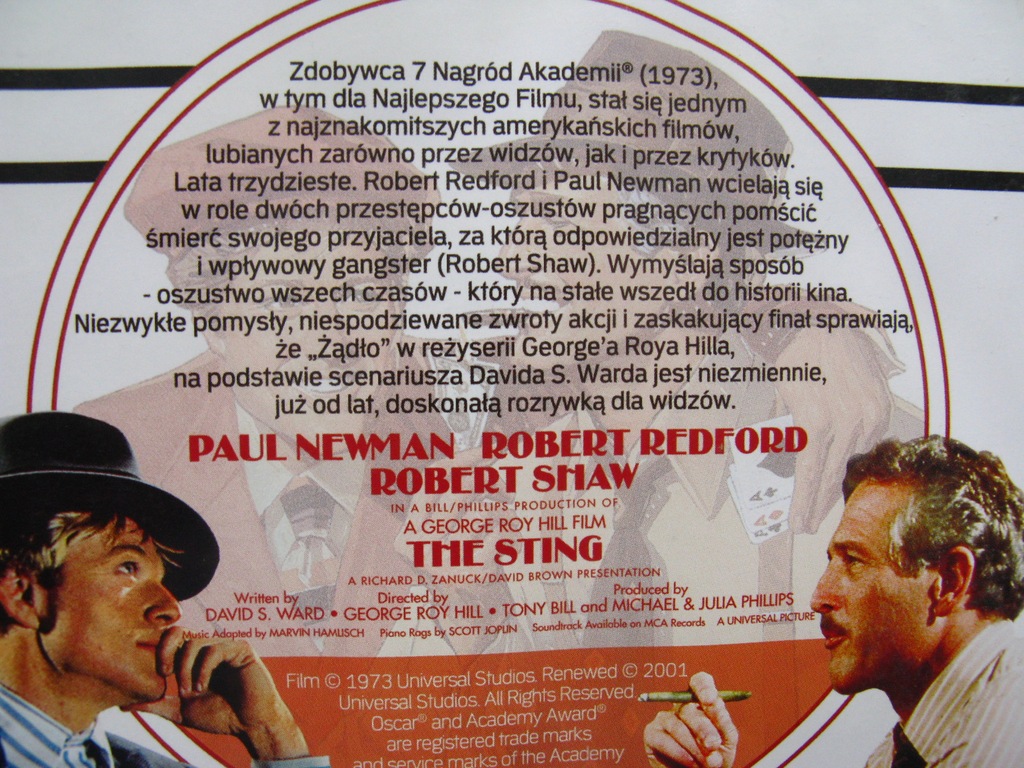 Zdobywca 7 Nagród Akademii® (1973),
w tym dla Najlepszego Filmu, stał się jednym
z najznakomitszych amerykańskich filmów,
lubianych zarówno przez widzów, jak i przez krytyków.
Lata trzydzieste. Robert Redford i Paul Newman wcielają się
w role dwóch przestępców-oszustów pragnących pomścić
śmierć swojego przyjaciela, za którą odpowiedzialny jest potężny
i wpływowy gangster (Robert Shaw). Wymyślają sposób
- oszustwo wszech czasów - który na stałe wszedł do historii kina.
Niezwykłe pomysły, niespodziewane zwroty akcji i zaskakujący finał sprawiają,
że „Żądło” w reżyserii George'a Roya Hilla,
na podstawie scenariusza Davida S. Warda jest niezmiennie,
już od lat, doskonałą rozrywką dla widzów.
PAUL NEWMAN ROBERT REDFORD
ROBERT SHAW
IN A BILL/PHILLIPS PRODUCTION OF
A GEORGE ROY HILL FILM
THE STING
A RICHARD D. ZANUCK/DAVID BROWN PRESENTATION
Written by Directed by Produced by
DAVID S. WARD • GEORGE ROY HILL • TONY BILL and MICHAEL & JULIA PHILLIPS
Music Adapted by MARVIN HAMLISCH Piano Rags by SCOTT JOPLIN Soundtrack Available on MCA Records A UNIVERSAL PICTURE
Film © 1973 Universal Studios. Renewed © 2001
Universal Studios. All Rights Reserved.
Oscar® and Academy Award®
are registered trade marks
and service marks of the Academy